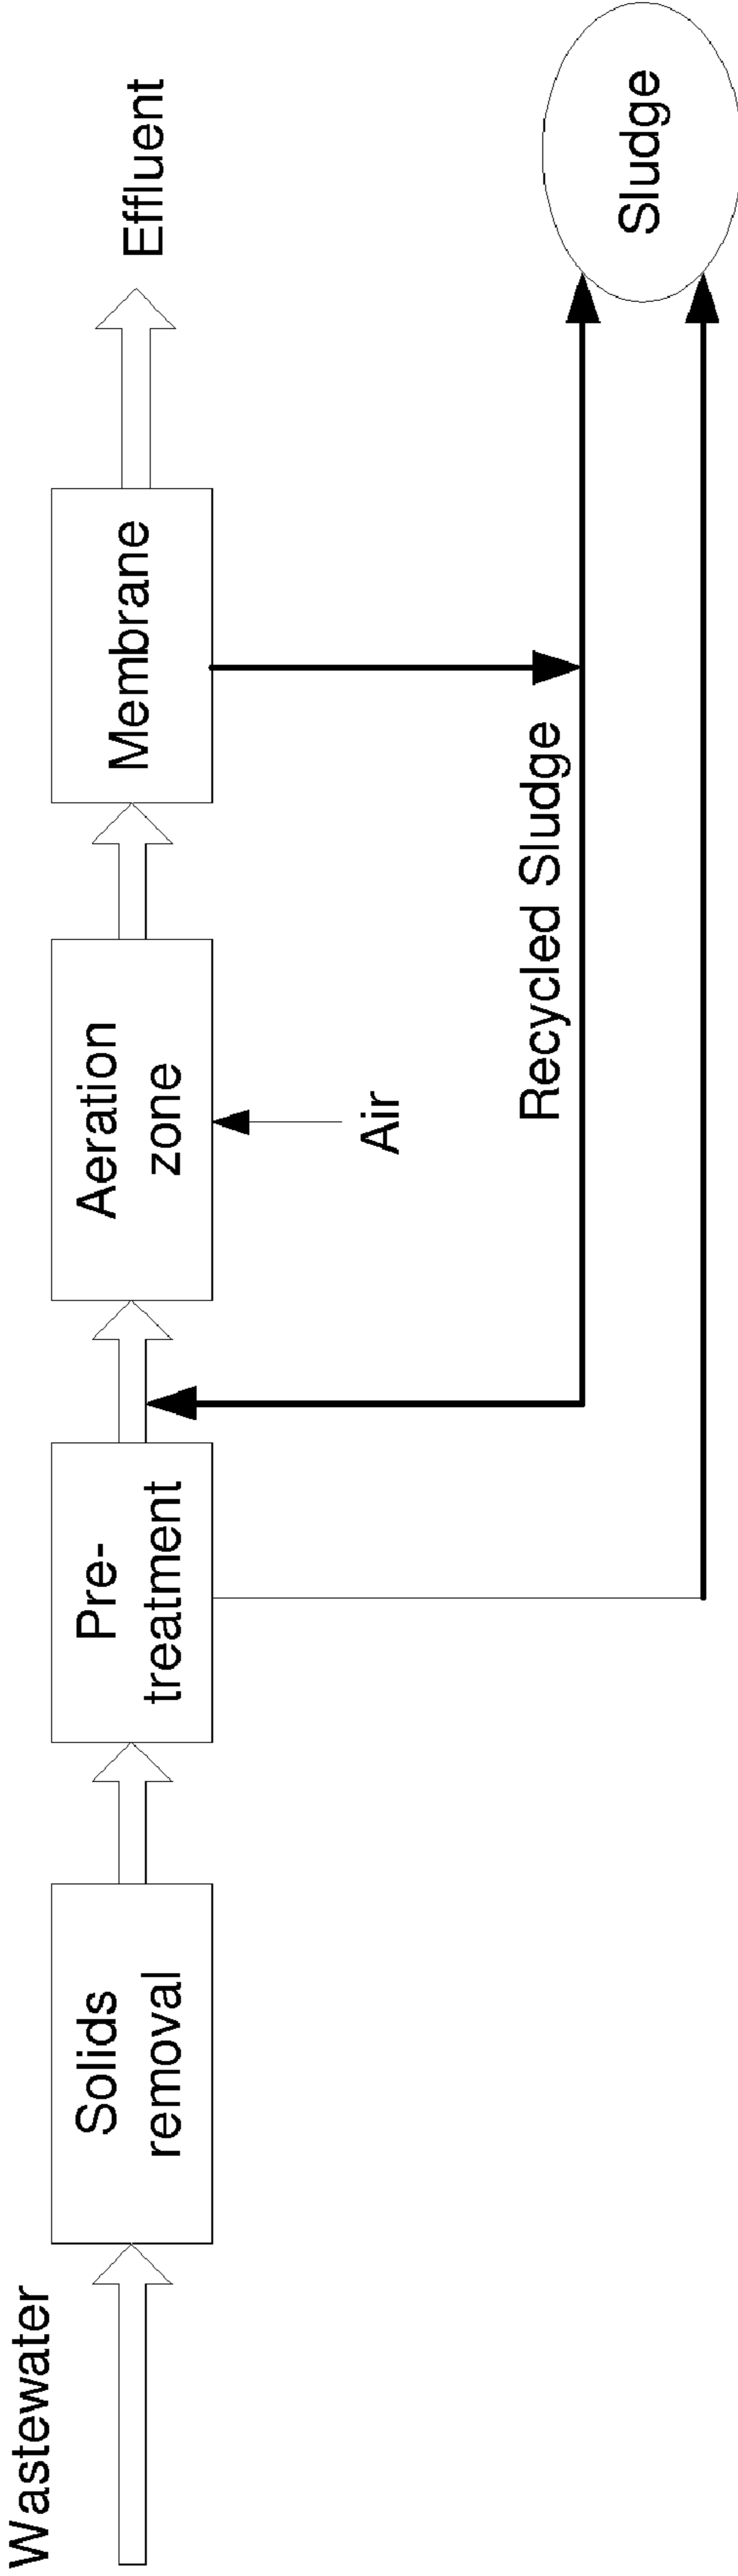 Wastewater
Solids
removal
Pre-
treatment
Aeration
zone
Membrane
Effluent
Air
Recycled Sludge
Sludge